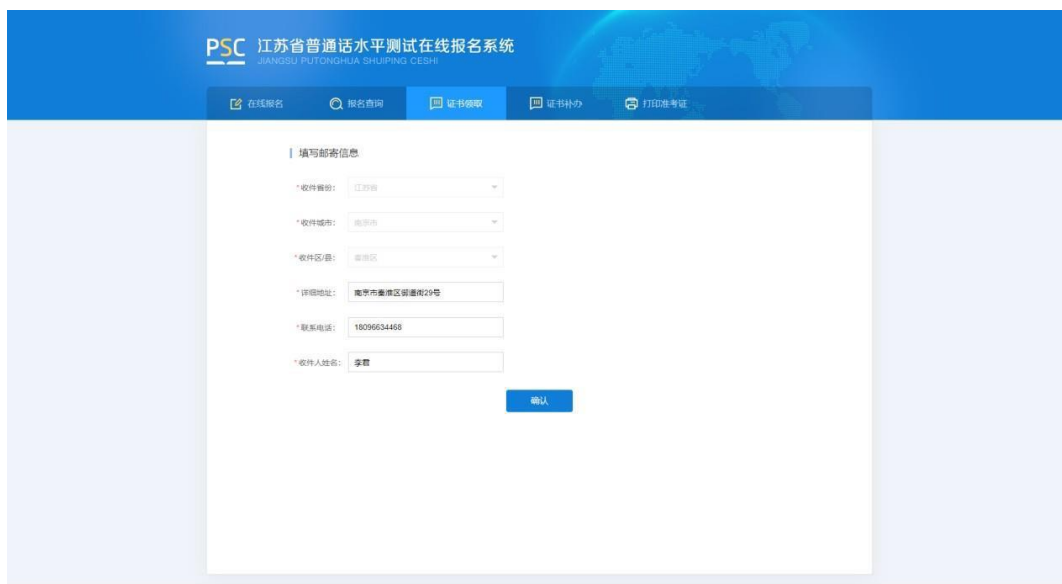 PSC 江苏省普通话水平测试在线报名系统
JIANGSU PUTONGHUA SHUIPING CESHI
在线报名 报名查询 证书领取 证书补办 打印准考证
填写邮寄信息
*收件省份： 江苏省
*收件城市： 南京市
*收件区/县： 秦淮区
*详细地址： 南京市秦淮区御道街29号
*联系电话： 18096634468
*收件人姓名： 李君
确认